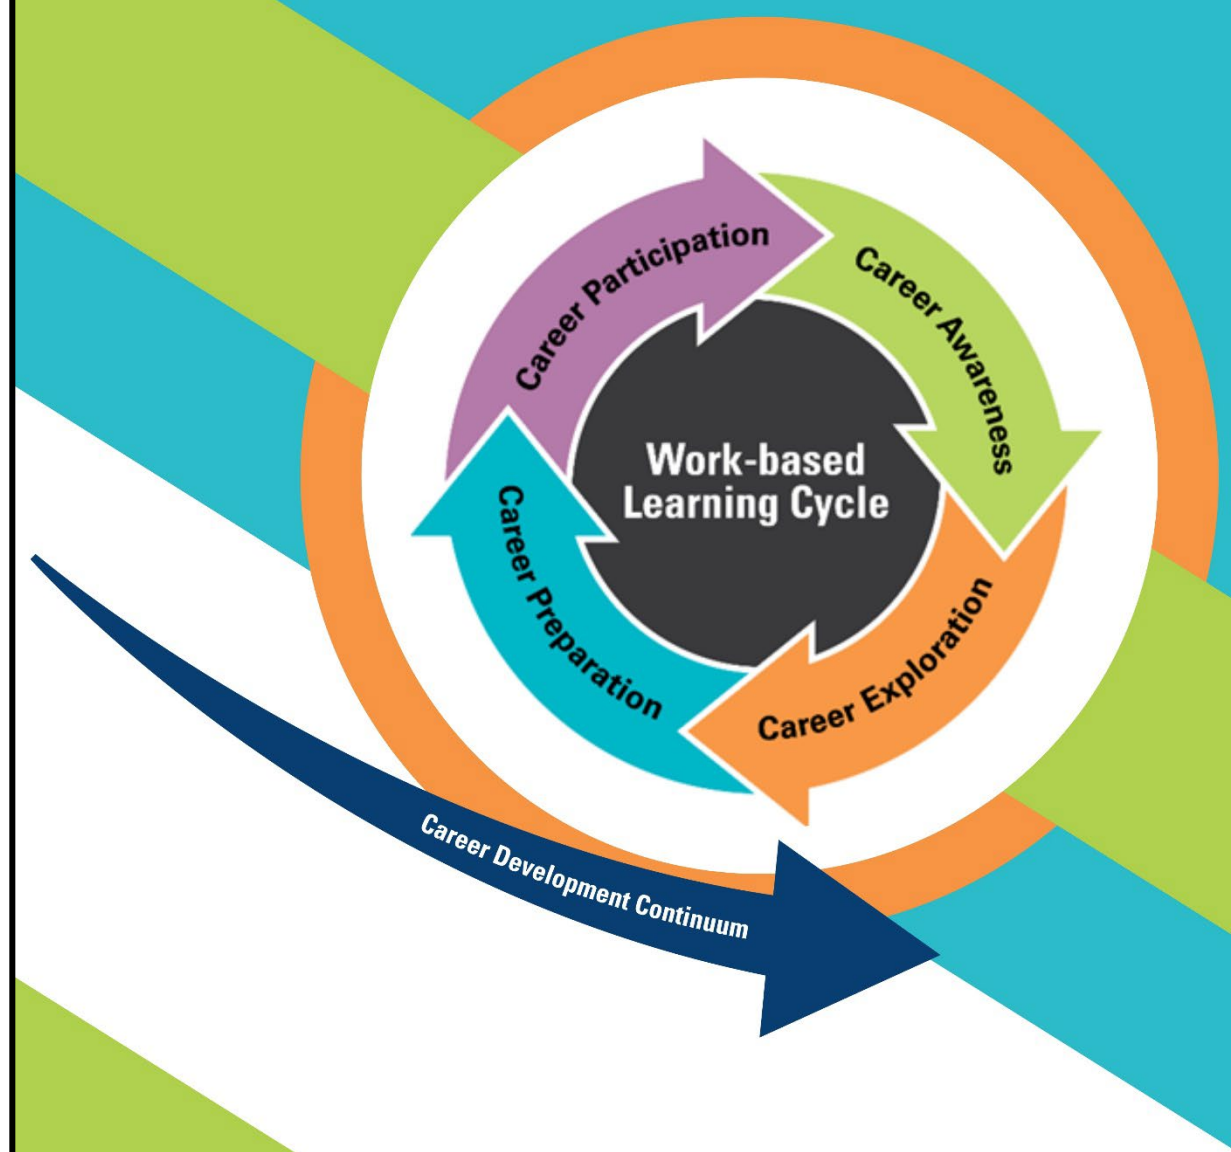 Career Participation
Career Awareness
Work-based
Learning Cycle
Career Preparation
Career Exploration
Career Development Continuum